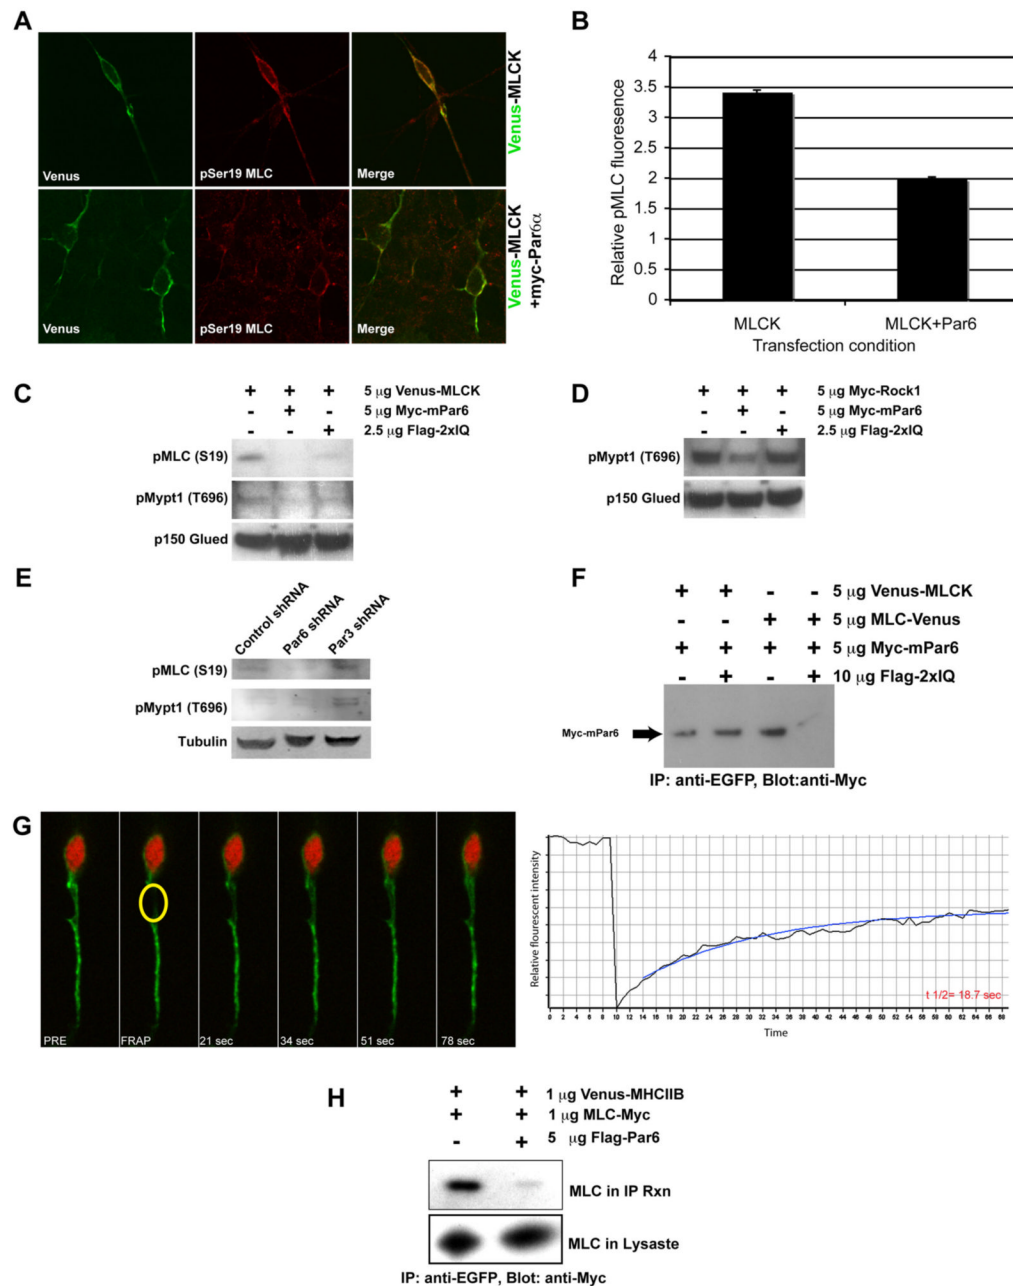 A
Venus
pSer19 MLC
Merge
Venus-MLCK
Venus
pSer19 MLC
Merge
Venus-MLCK
+myc-Par6α
B
Relative pMLC fluoresence
4
3.5
3
2.5
2
1.5
1
0.5
0
MLCK
MLCK+Par6
Transfection condition
C
+ + + 5 μg Venus-MLCK
- + - 5 μg Myc-mPar6
- - + 2.5 μg Flag-2xIQ
pMLC (S19)
pMypt1 (T696)
p150 Glued
D
+ + + 5 μg Myc-Rock1
- + - 5 μg Myc-mPar6
- - + 2.5 μg Flag-2xIQ
pMypt1 (T696)
p150 Glued
E
Control shRNA
Par6 shRNA
Par3 shRNA
pMLC (S19)
pMypt1 (T696)
Tubulin
F
+ + - - 5 μg Venus-MLCK
- - + + 5 μg MLC-Venus
+ + + + 5 μg Myc-mPar6
- + - + 10 μg Flag-2xIQ
Myc-mPar6
IP: anti-EGFP, Blot:anti-Myc
G
PRE
FRAP
21 sec
34 sec
51 sec
78 sec
Relative flourescent intensity
t 1/2= 18.7 sec
0 2 4 6 8 10 12 14 16 18 20 22 24 26 28 30 32 34 36 38 40 42 44 46 48 50 52 54 56 58 60 62 64 66 68
Time
H
+ + 1 μg Venus-MHCIIB
+ + 1 μg MLC-Myc
- + 5 μg Flag-Par6
MLC in IP Rxn
MLC in Lysaste
IP: anti-EGFP, Blot: anti-Myc